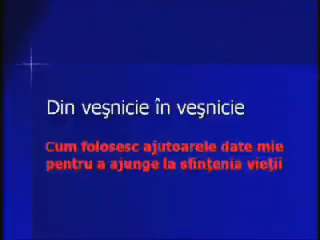 Din veşnicie în veşnicie
Cum folosesc ajutoarele date mie
pentru a ajunge la sfinţenia vieţii